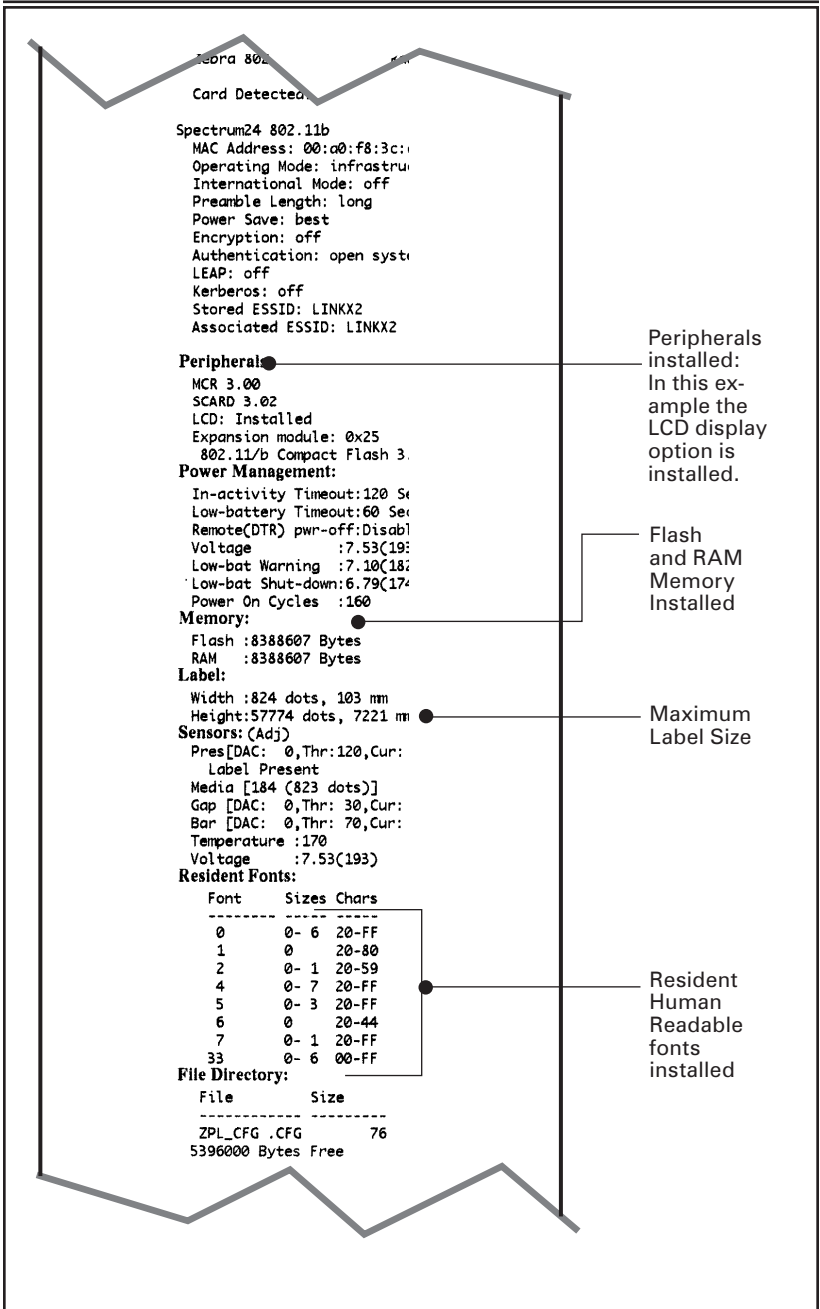 Zebra 802
Card Detected
Spectrum24 802.11b
MAC Address: 00:a0:f8:3c:
Operating Mode: infrastru
International Mode: off
Preamble Length: long
Power Save: best
Encryption: off
Authentication: open syst
LEAP: off
Kerberos: off
Stored ESSID: LINKX2
Associated ESSID: LINKX2
Peripherals
MCR 3.00
SCARD 3.02
LCD: Installed
Expansion module: 0x25
802.11/b Compact Flash 3.
Power Management:
In-activity Timeout:120 Se
Low-battery Timeout:60 Sec
Remote(DTR) pwr-off:Disabl
Voltage :7.53(193
Low-bat Warning :7.10(182
Low-bat Shut-down:6.79(174
Power On Cycles :160
Memory:
Flash :8388607 Bytes
RAM :8388607 Bytes
Label:
Width :824 dots, 103 mm
Height:57774 dots, 7221 mm
Sensors: (Adj)
Pres[DAC: 0,Thr:120,Cur:
Label Present
Media [184 (823 dots)]
Gap [DAC: 0,Thr: 30,Cur:
Bar [DAC: 0,Thr: 70,Cur:
Temperature :170
Voltage :7.53(193)
Resident Fonts:
Font Sizes Chars
-------- ----- -----
0 0- 6 20-FF
1 0 20-80
2 0- 1 20-59
4 0- 7 20-FF
5 0- 3 20-FF
6 0 20-44
7 0- 1 20-FF
33 0- 6 00-FF
File Directory:
File Size
------------ ---------
ZPL_CFG .CFG 76
5396000 Bytes Free
Peripherals
installed:
In this ex-
ample the
LCD display
option is
installed.
Flash
and RAM
Memory
Installed
Maximum
Label Size
Resident
Human
Readable
fonts
installed